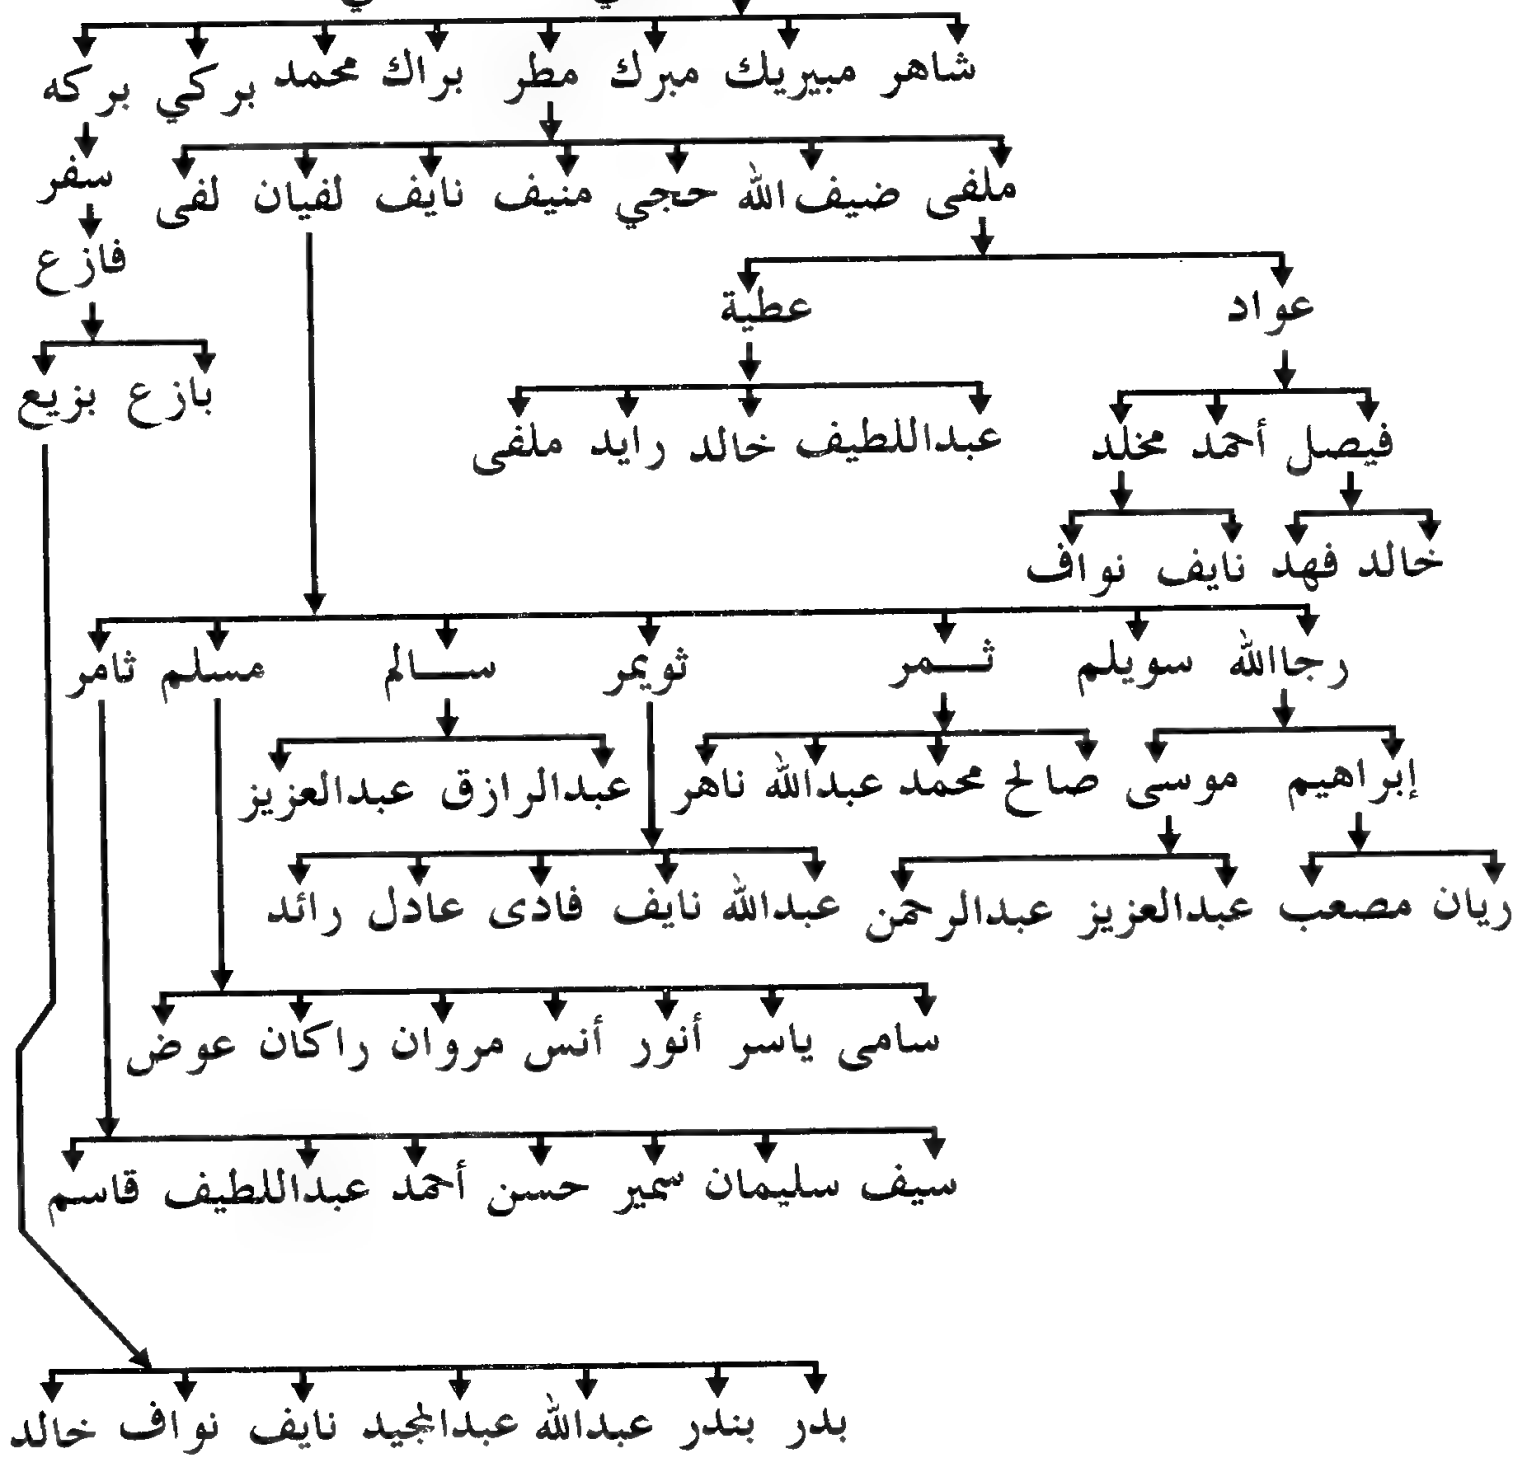 شاهر مبيريك مبرك مطر براك محمد بركي بركه
سفر
ملفى ضيف الله حجي منيف نايف لفيان لفى
فازع
عواد عطية
بازع بزيع
فيصل أحمد مخلد عبداللطيف خالد رايد ملفى
خالد فهد نايف نواف
رجاالله سويلم ثـمر ثويمر سـالم مسلم ثامر
إبراهيم موسى صالح محمد عبدالله ناهر عبدالرازق عبدالعزيز
ريان مصعب عبدالعزيز عبدالرحمن عبدالله نايف فادى عادل رائد
سامى ياسر أنور أنس مروان راكان عوض
سيف سليمان سمير حسن أحمد عبداللطيف قاسم
بدر بندر عبدالله عبدالمجيد نايف نواف خالد